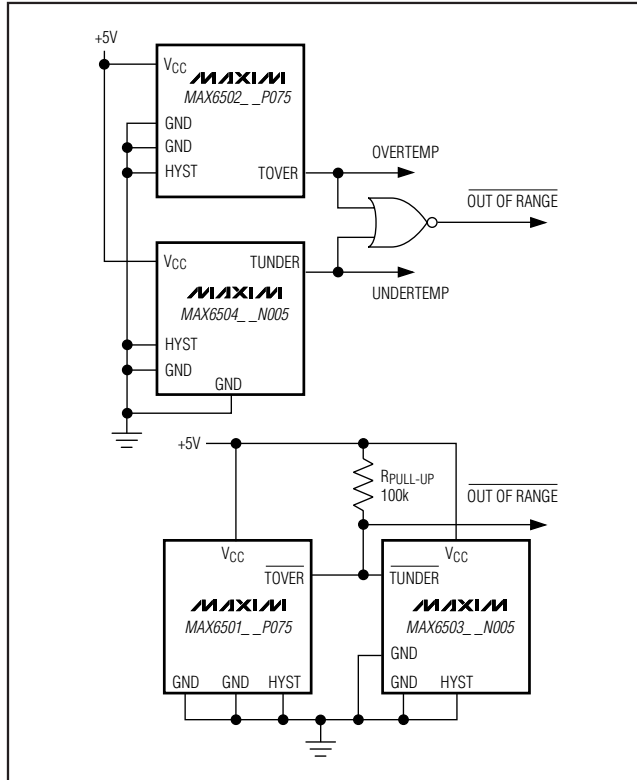 +5V
VCC
MAXIM
MAX6502_ _P075
GND
GND
HYST
TOVER
OVERTEMP
OUT OF RANGE
VCC
TUNDER
MAXIM
MAX6504_ _N005
UNDERTEMP
HYST
GND
GND
+5V
RPULL-UP
100k
OUT OF RANGE
VCC
TOVER
MAXIM
MAX6501_ _P075
GND GND HYST
VCC
TUNDER
MAXIM
MAX6503_ _N005
GND
GND HYST